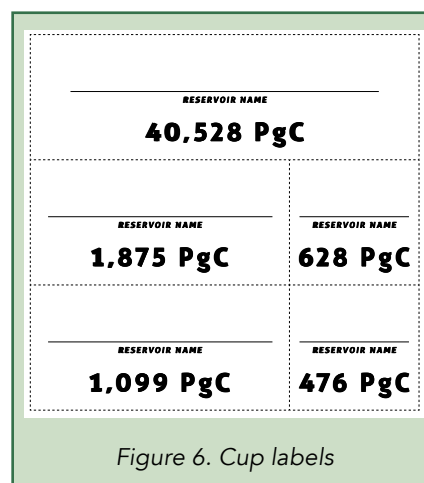 RESERVOIR NAME
40,528 PgC
RESERVOIR NAME
RESERVOIR NAME
1,875 PgC
628 PgC
RESERVOIR NAME
RESERVOIR NAME
1,099 PgC
476 PgC
Figure 6. Cup labels